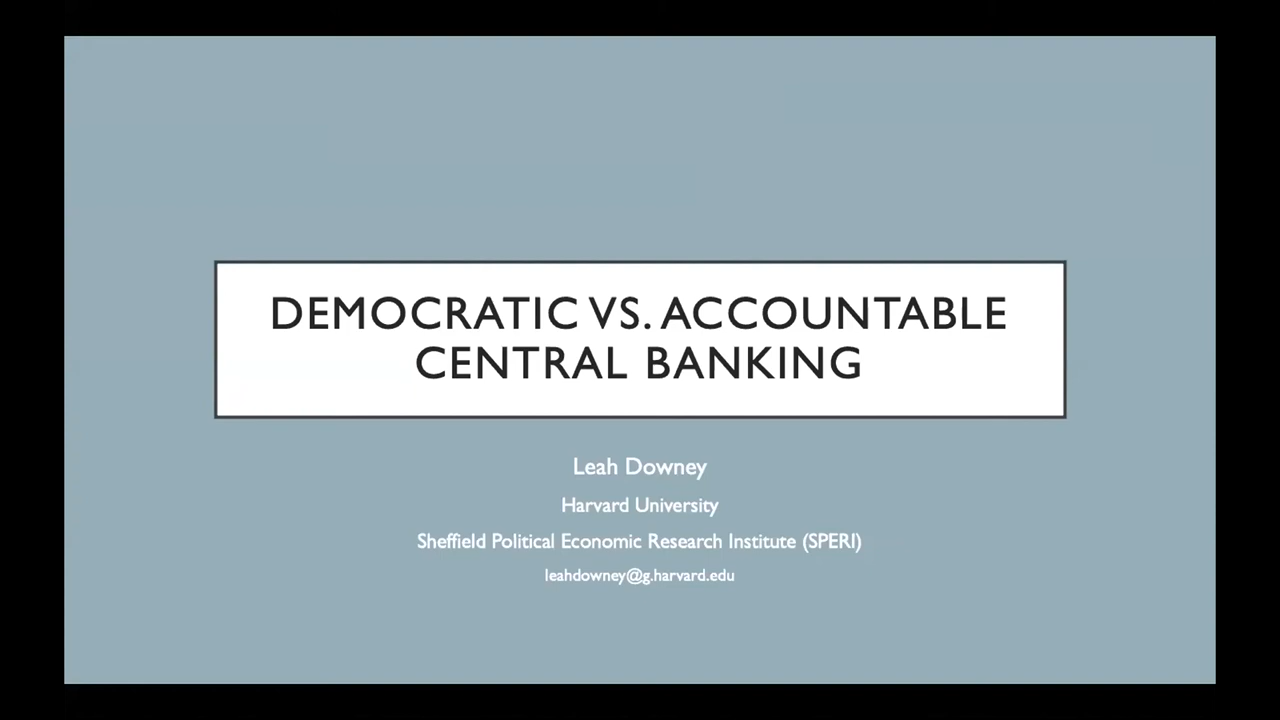 DEMOCRATIC VS. ACCOUNTABLE
CENTRAL BANKING
Leah Downey
Harvard University
Sheffield Political Economic Research Institute (SPERI)
leahdowney@g.harvard.edu